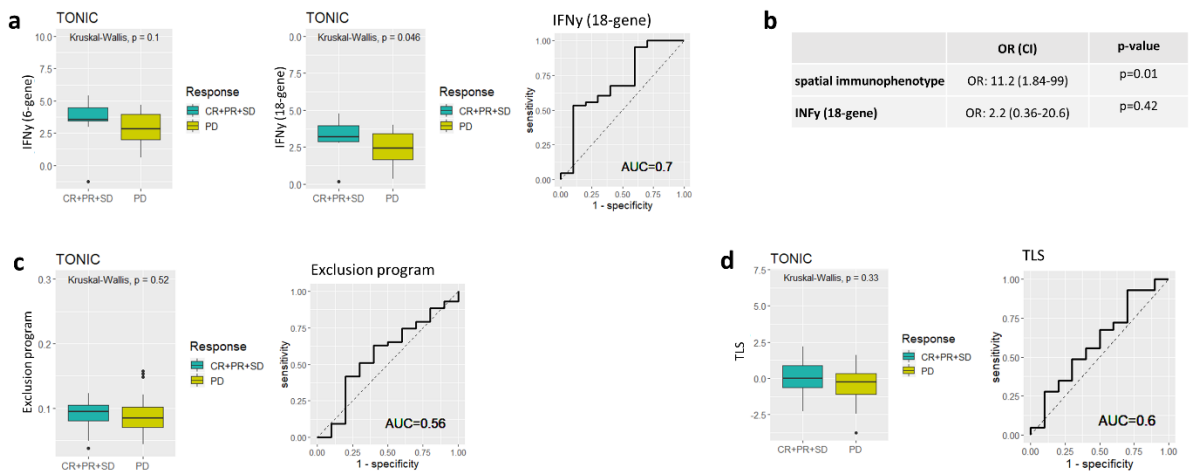 a
TONIC
Kruskal-Wallis, p = 0.1
IFNy (6-gene)
10.0
7.5
5.0
2.5
0.0
CR+PR+SD
PD
Response
CR+PR+SD
PD
TONIC
Kruskal-Wallis, p = 0.046
IFNy (18-gene)
10.0
7.5
5.0
2.5
0.0
CR+PR+SD
PD
Response
CR+PR+SD
PD
IFNy (18-gene)
sensitivity
1.00
0.75
0.50
0.25
0.00
AUC=0.7
0.00 0.25 0.50 0.75 1.00
1 - specificity
b
OR (CI) p-value
spatial immunophenotype OR: 11.2 (1.84-99) p=0.01
INFy (18-gene) OR: 2.2 (0.36-20.6) p=0.42
c
TONIC
Kruskal-Wallis, p = 0.52
Exclusion program
0.3
0.2
0.1
CR+PR+SD
PD
Response
CR+PR+SD
PD
Exclusion program
sensitivity
1.00
0.75
0.50
0.25
0.00
AUC=0.56
0.00 0.25 0.50 0.75 1.00
1 - specificity
d
TONIC
Kruskal-Wallis, p = 0.33
TLS
7.5
5.0
2.5
0.0
-2.5
CR+PR+SD
PD
Response
CR+PR+SD
PD
TLS
sensitivity
1.00
0.75
0.50
0.25
0.00
AUC=0.6
0.00 0.25 0.50 0.75 1.00
1 - specificity